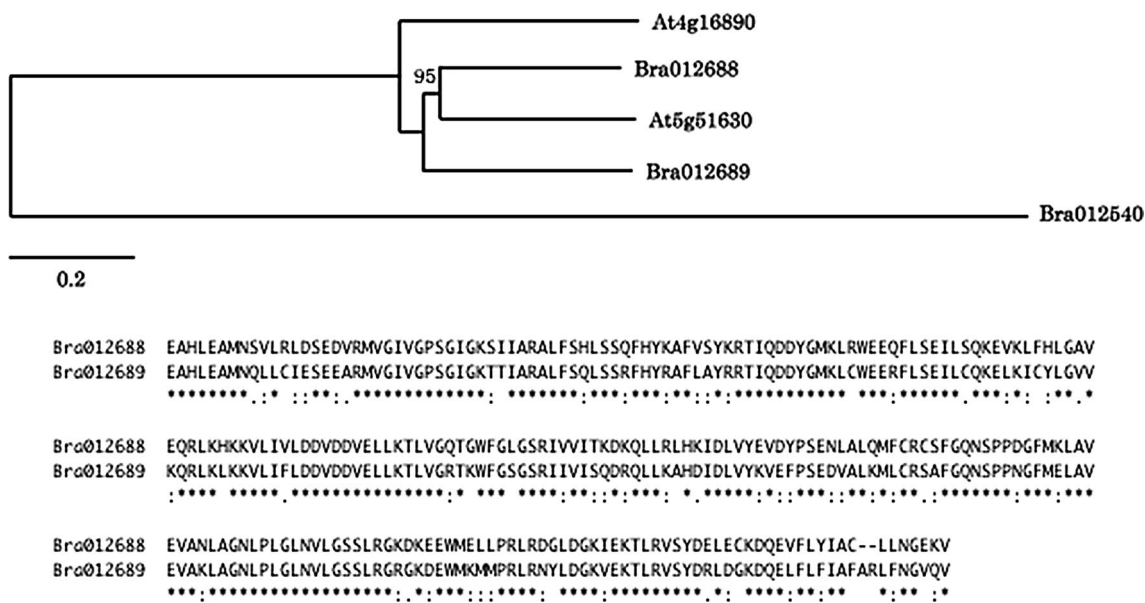 At4g16890
95
Bra012688
At5g51630
Bra012689
Bra012540
0.2
Bra012688 EAHLEAMNSVLRLDSEDVRMVGIVGPSGIGKSIIARALFSHLSSQFHYKAFVSYKRTIQDDYGMKLRWEEQFLSEILSQKEVKLFHLGAV
Bra012689 EAHLEAMNQLLCIESEEARMVGIVGPSGIGKTTIARALFSQLSSRFHYRAFLAYRRTIQDDYGMKLCWEERFLSEILCQKELKICYLGVV
********.:* ::**:.************: ********:***:***:**::*:************ ***:******.***:*: :**.*
Bra012688 EQRLKHKKVLIVLDDVDDVELLKTLVGQTGWFGLGSRIVVITKDKQLLRLHKIDLVYEVDYPSENLALQMFCRCSFGQNSPPDGFMKLAV
Bra012689 KQRLKLKKVLIFLDDVDDVELLKTLVGRTKWFGSGSRIIVISQDRQLLKAHDIDLVYKVEFPSEDVALKMLCRSAFGQNSPPNGFMELAV
:**** *****.***************:* *** ****:**::*:***: *.*****:*::***::**:*:**.:*******:***:***
Bra012688 EVANLAGNLPLGLNVLGSSLRGKDKEEWMELLPRLRDGLDGKIEKTLRVSYDELECKDQEVFLYIAC--LLNGEKV
Bra012689 EVAKLAGNLPLGLNVLGSSLRGRGKDEWMKMMPRLRNYLDGKVEKTLRVSYDRLDGKDQELFLFIAFARLFNGVQV
***:******************:.*:***:::****: ****:*********.*: ****:**:** *:** :*